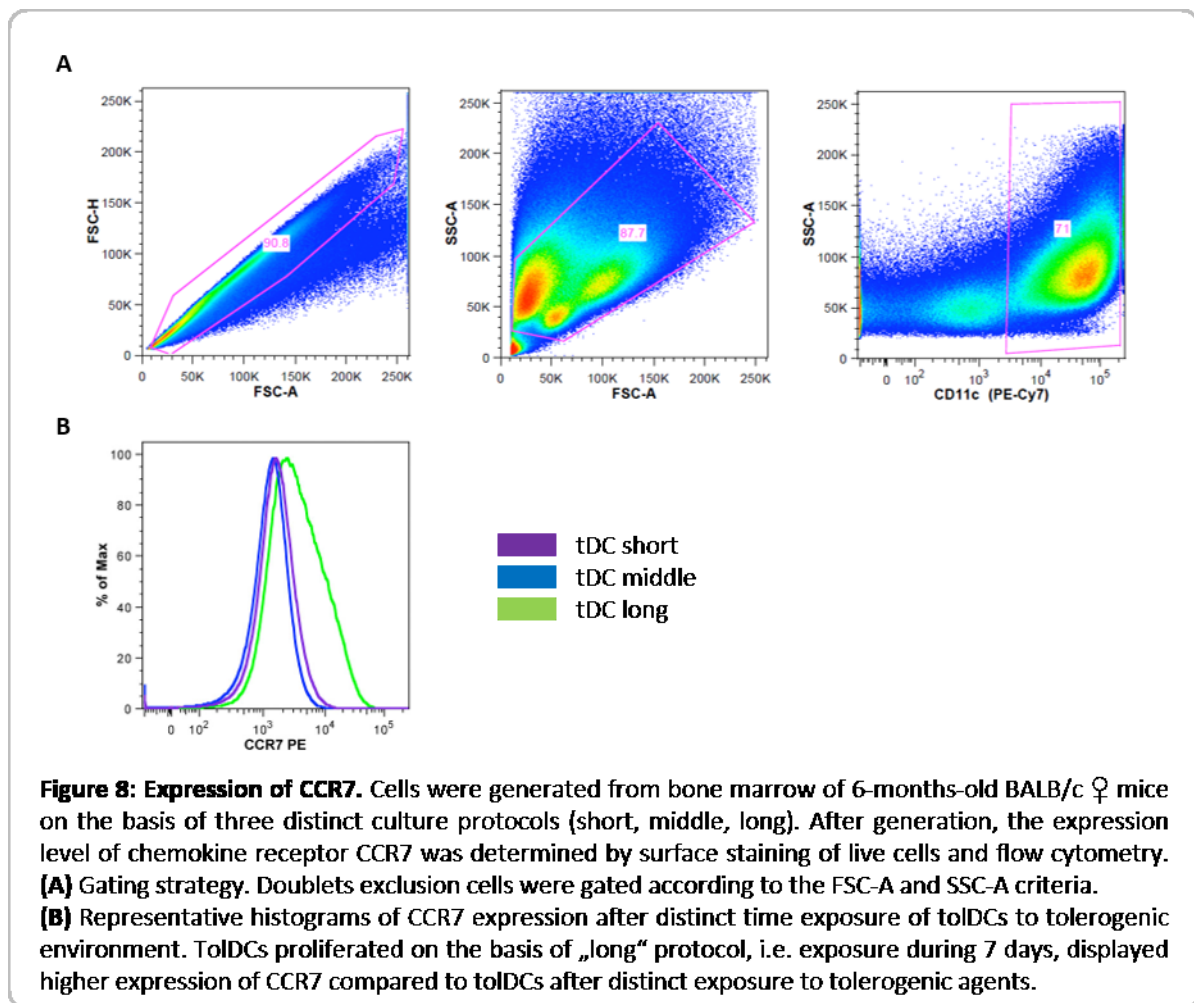 A
250K
200K
150K
100K
50K
0
FSC-H
90.8
0 50K 100K 150K 200K 250K
FSC-A
250K
200K
150K
100K
50K
0
SSC-A
87.7
0 50K 100K 150K 200K 250K
FSC-A
250K
200K
150K
100K
50K
0
SSC-A
71
0 10² 10³ 10⁴ 10⁵
CD11c (PE-Cy7)
B
100
80
60
40
20
0
% of Max
0 10² 10³ 10⁴ 10⁵
CCR7 PE
tDC short
tDC middle
tDC long
Figure 8: Expression of CCR7. Cells were generated from bone marrow of 6-months-old BALB/c ♀ mice
on the basis of three distinct culture protocols (short, middle, long). After generation, the expression
level of chemokine receptor CCR7 was determined by surface staining of live cells and flow cytometry.
(A) Gating strategy. Doublets exclusion cells were gated according to the FSC-A and SSC-A criteria.
(B) Representative histograms of CCR7 expression after distinct time exposure of tolDCs to tolerogenic
environment. TolDCs proliferated on the basis of „long“ protocol, i.e. exposure during 7 days, displayed
higher expression of CCR7 compared to tolDCs after distinct exposure to tolerogenic agents.